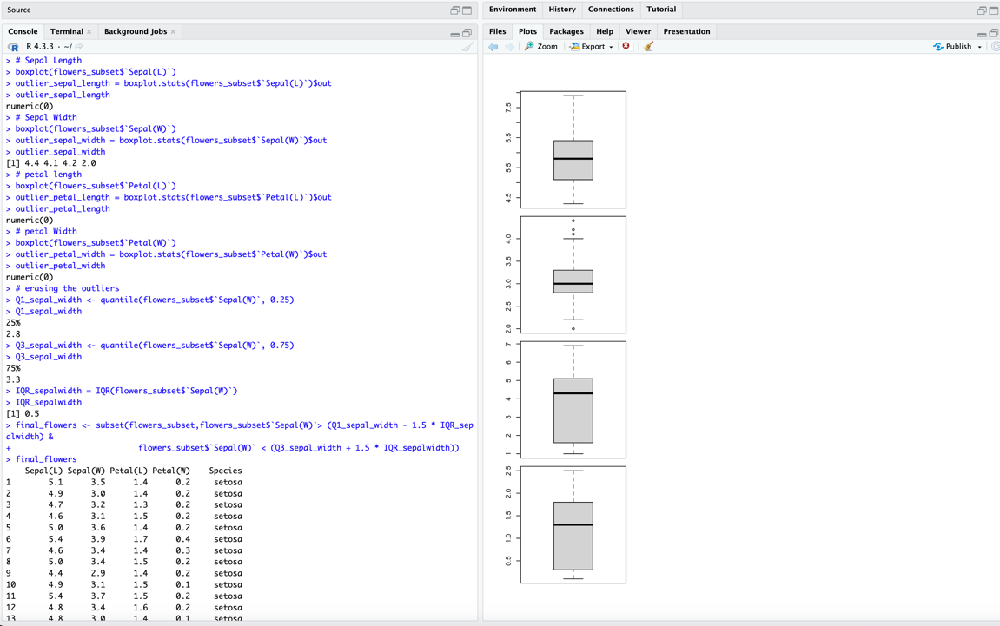 Source
Console Terminal Background Jobs
R 4.3.3 · ~/
> # Sepal Length
> boxplot(flowers_subset$`Sepal(L)`)
> outlier_sepal_length = boxplot.stats(flowers_subset$`Sepal(L)`)$out
> outlier_sepal_length
numeric(0)
> # Sepal Width
> boxplot(flowers_subset$`Sepal(W)`)
> outlier_sepal_width = boxplot.stats(flowers_subset$`Sepal(W)`)$out
> outlier_sepal_width
[1] 4.4 4.1 4.2 2.0
> # petal length
> boxplot(flowers_subset$`Petal(L)`)
> outlier_petal_length = boxplot.stats(flowers_subset$`Petal(L)`)$out
> outlier_petal_length
numeric(0)
> # petal Width
> boxplot(flowers_subset$`Petal(W)`)
> outlier_petal_width = boxplot.stats(flowers_subset$`Petal(W)`)$out
> outlier_petal_width
numeric(0)
> # erasing the outliers
> Q1_sepal_width <- quantile(flowers_subset$`Sepal(W)`, 0.25)
> Q1_sepal_width
25%
2.8
> Q3_sepal_width <- quantile(flowers_subset$`Sepal(W)`, 0.75)
> Q3_sepal_width
75%
3.3
> IQR_sepalwidth = IQR(flowers_subset$`Sepal(W)`)
> IQR_sepalwidth
[1] 0.5
> final_flowers <- subset(flowers_subset,flowers_subset$`Sepal(W)`> (Q1_sepal_width - 1.5 * IQR_sep
alwidth) &
+ flowers_subset$`Sepal(W)` < (Q3_sepal_width + 1.5 * IQR_sepalwidth))
> final_flowers
Sepal(L) Sepal(W) Petal(L) Petal(W) Species
1 5.1 3.5 1.4 0.2 setosa
2 4.9 3.0 1.4 0.2 setosa
3 4.7 3.2 1.3 0.2 setosa
4 4.6 3.1 1.5 0.2 setosa
5 5.0 3.6 1.4 0.2 setosa
6 5.4 3.9 1.7 0.4 setosa
7 4.6 3.4 1.4 0.3 setosa
8 5.0 3.4 1.5 0.2 setosa
9 4.4 2.9 1.4 0.2 setosa
10 4.9 3.1 1.5 0.1 setosa
11 5.4 3.7 1.5 0.2 setosa
12 4.8 3.4 1.6 0.2 setosa
13 4.8 3.0 1.4 0.1 setosa
Environment History Connections Tutorial
Files Plots Packages Help Viewer Presentation
Zoom Export Publish
4.5 5.5 6.5 7.5
2.0 2.5 3.0 3.5 4.0
1 2 3 4 5 6 7
0.5 1.0 1.5 2.0 2.5